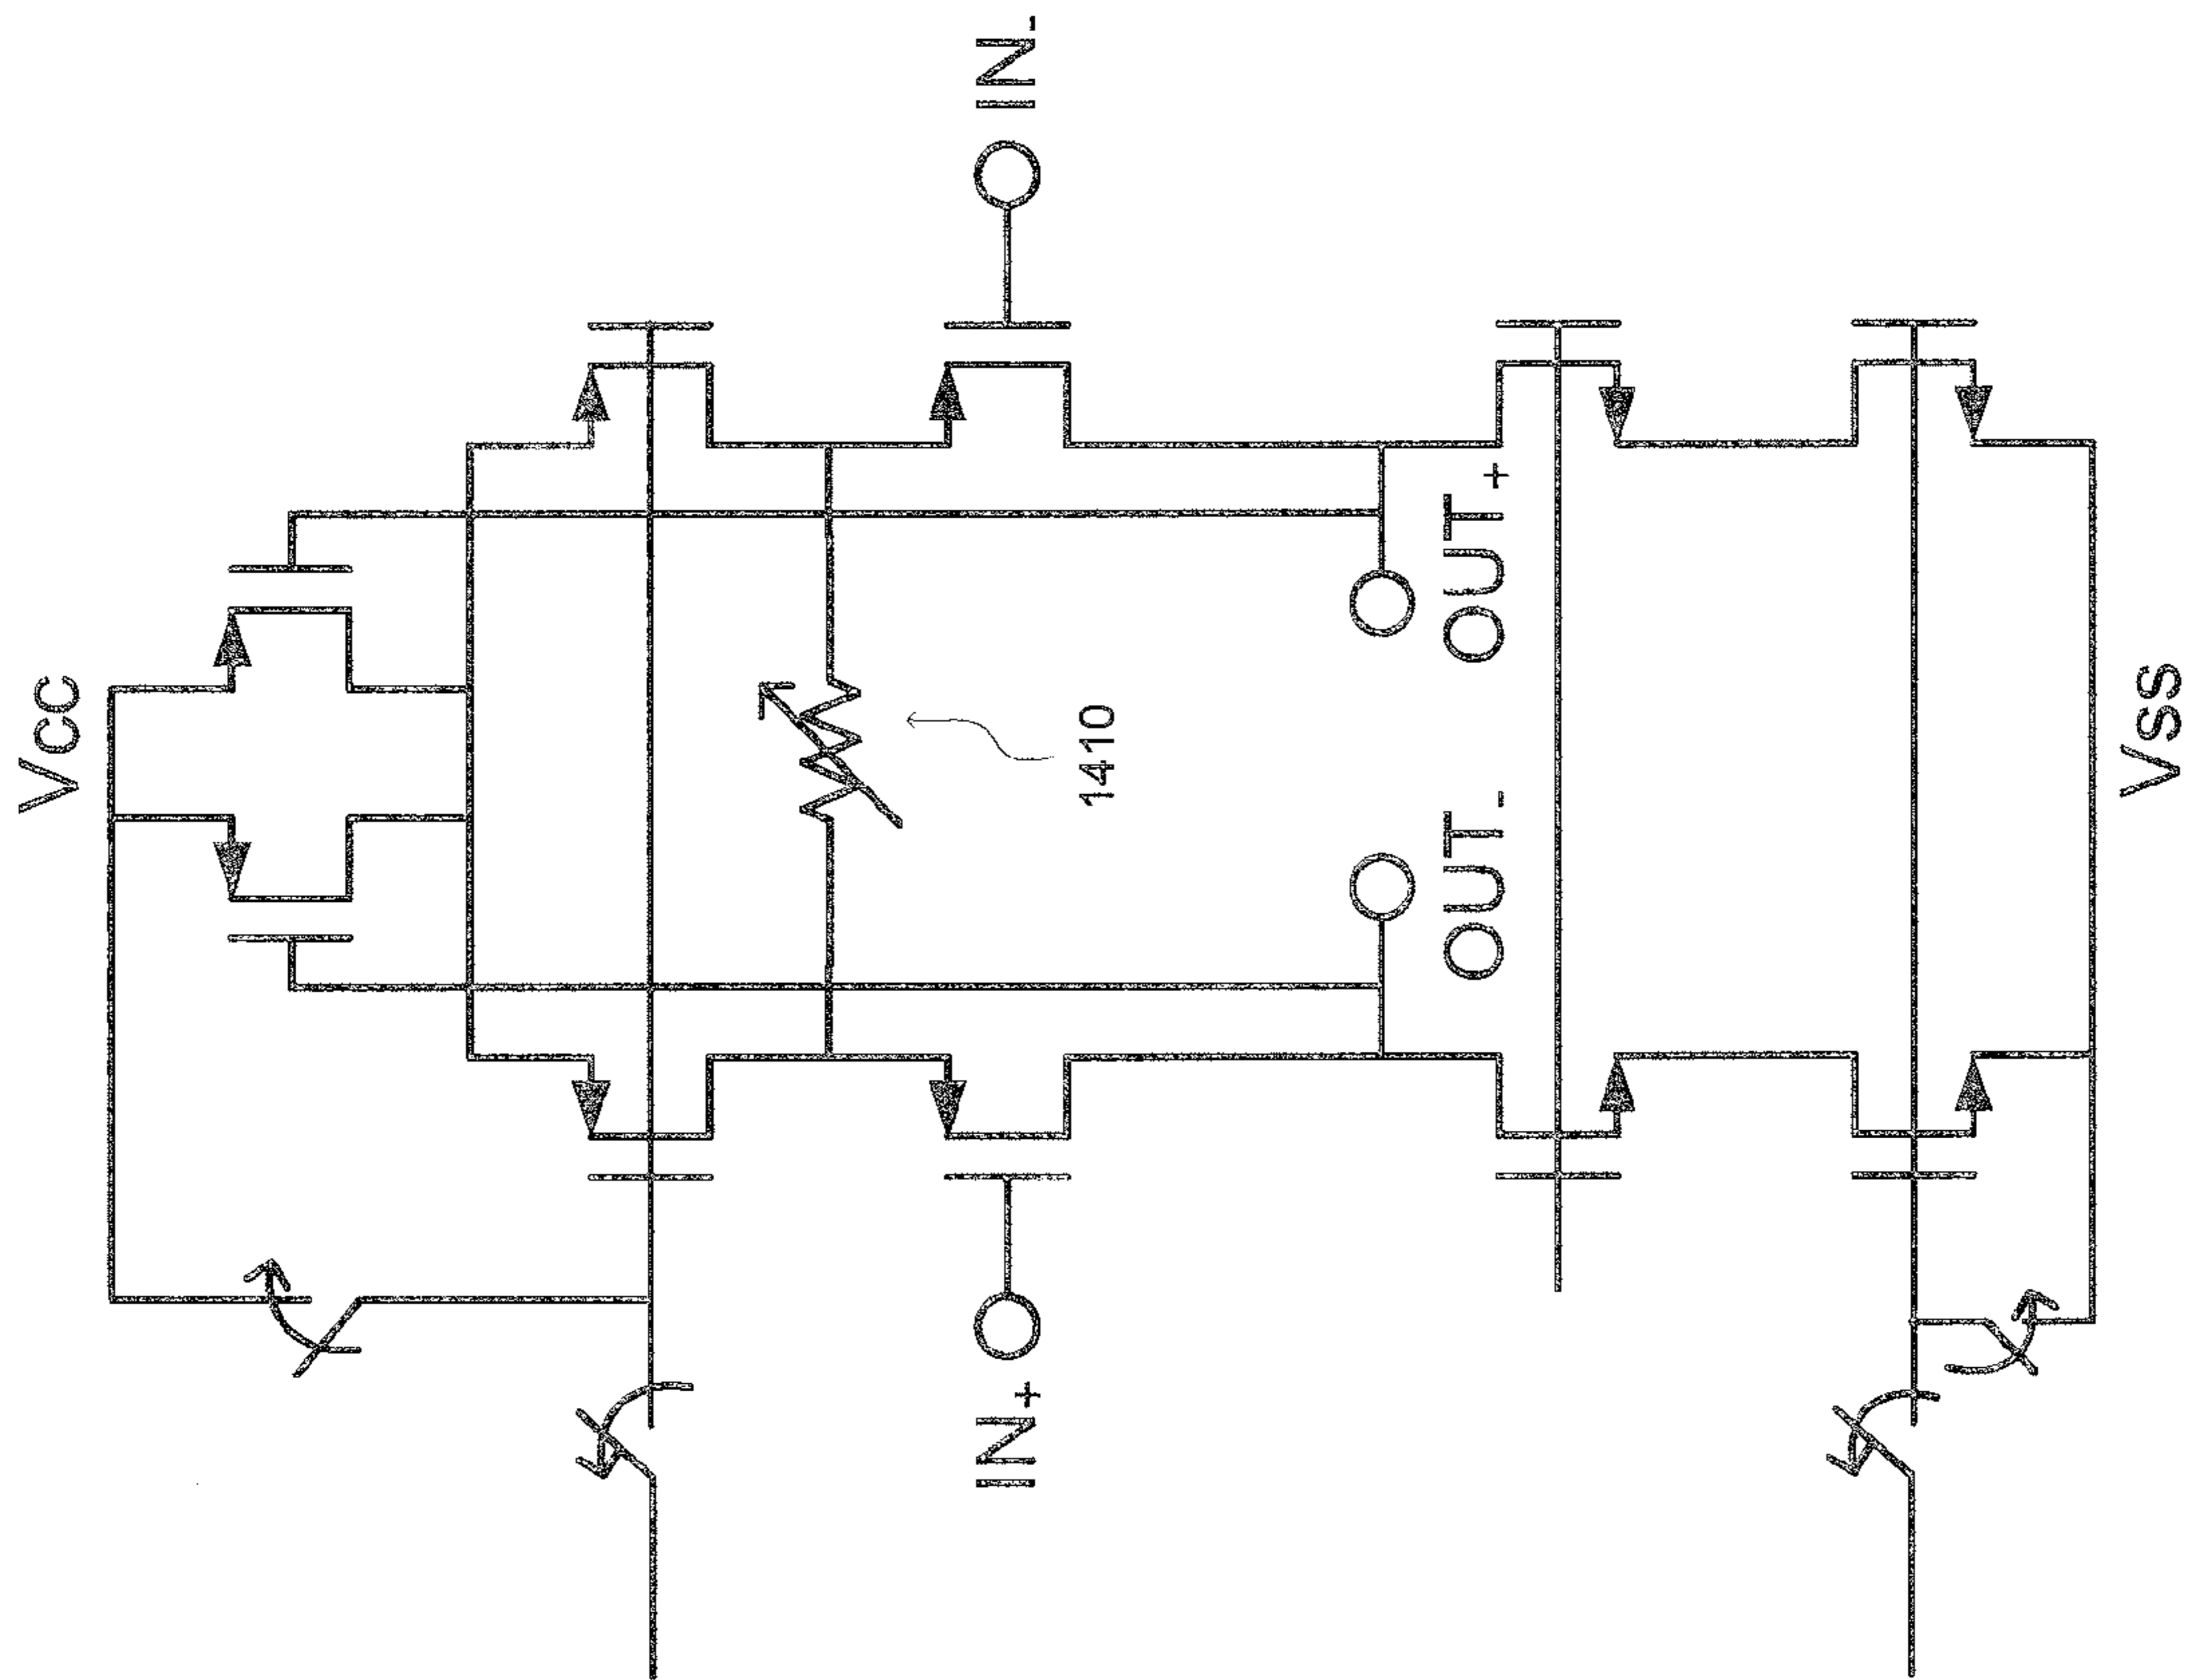 Vcc
IN+
IN-
1410
OUT-
OUT+
Vss